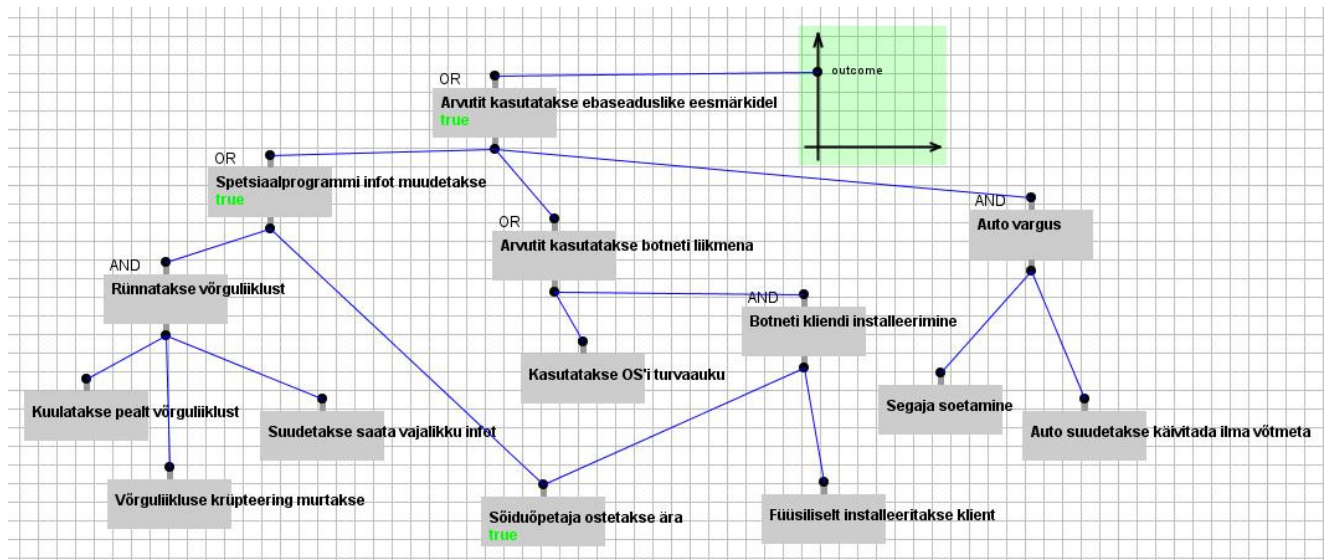 outcome
OR
Arvutit kasutatakse ebaseaduslike eesmärkidel
true
OR
Spetsiaalprogrammi infot muudetakse
true
OR
Arvutit kasutatakse botneti liikmena
AND
Auto vargus
AND
Rünnatakse võrguliiklust
AND
Botneti kliendi installeerimine
Kasutatakse OS'i turvaauku
Kuulatakse pealt võrguliiklust
Suudetakse saata vajalikku infot
Segaja soetamine
Auto suudetakse käivitada ilma võtmeta
Võrguliikluse krüpteering murtakse
Sõiduõpetaja ostetakse ära
true
Füüsiliselt installeeritakse klient